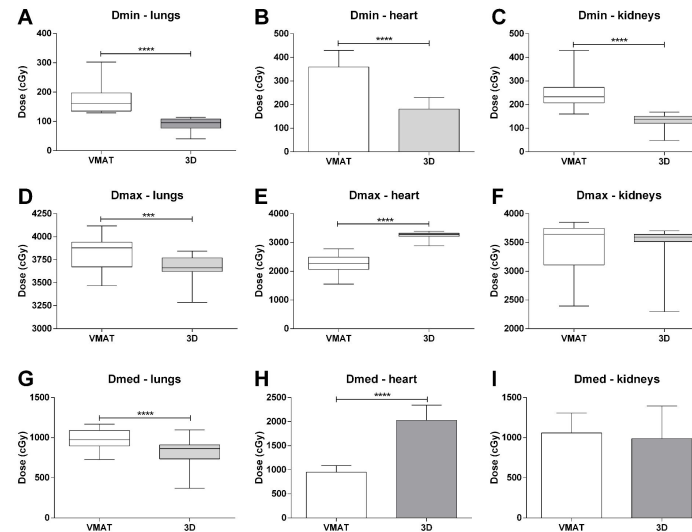 A Dmin - lungs
Dose (cGy)
400
300
200
100
0
****
VMAT 3D
B Dmin - heart
Dose (cGy)
500
400
300
200
100
0
****
VMAT 3D
C Dmin - kidneys
Dose (cGy)
500
400
300
200
100
0
****
VMAT 3D
D Dmax - lungs
Dose (cGy)
4250
4000
3750
3500
3250
3000
***
VMAT 3D
E Dmax - heart
Dose (cGy)
4000
3000
2000
1000
0
****
VMAT 3D
F Dmax - kidneys
Dose (cGy)
4000
3500
3000
2500
2000
VMAT 3D
G Dmed - lungs
Dose (cGy)
1500
1000
500
0
****
VMAT 3D
H Dmed - heart
Dose (cGy)
2500
2000
1500
1000
500
0
****
VMAT 3D
I Dmed - kidneys
Dose (cGy)
1500
1000
500
0
VMAT 3D